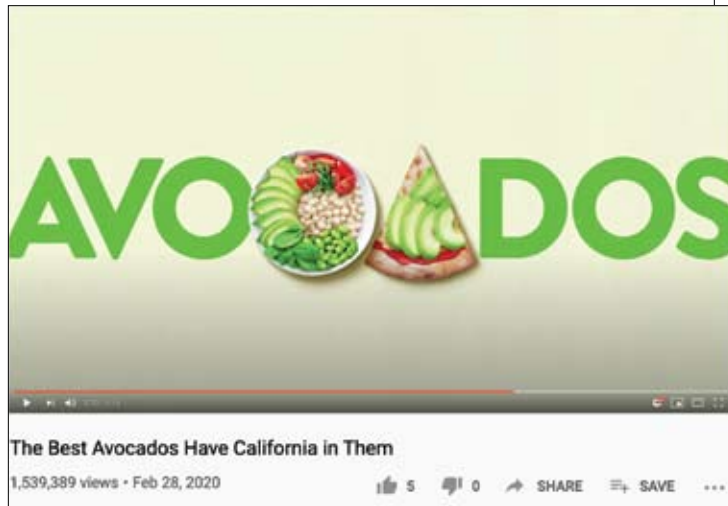 AVO DOS
The Best Avocados Have California in Them
1,539,389 views • Feb 28, 2020 5 0 SHARE SAVE